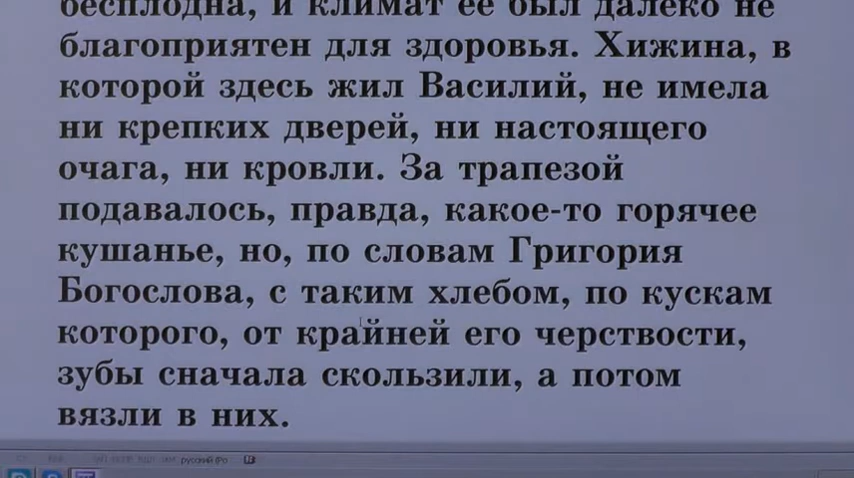 бесплодна, и климат ее был далеко не
благоприятен для здоровья. Хижина, в
которой здесь жил Василий, не имела
ни крепких дверей, ни настоящего
очага, ни кровли. За трапезой
подавалось, правда, какое-то горячее
кушанье, но, по словам Григория
Богослова, с таким хлебом, по кускам
которого, от крайней его черствости,
зубы сначала скользили, а потом
вязли в них.
русский (Ро